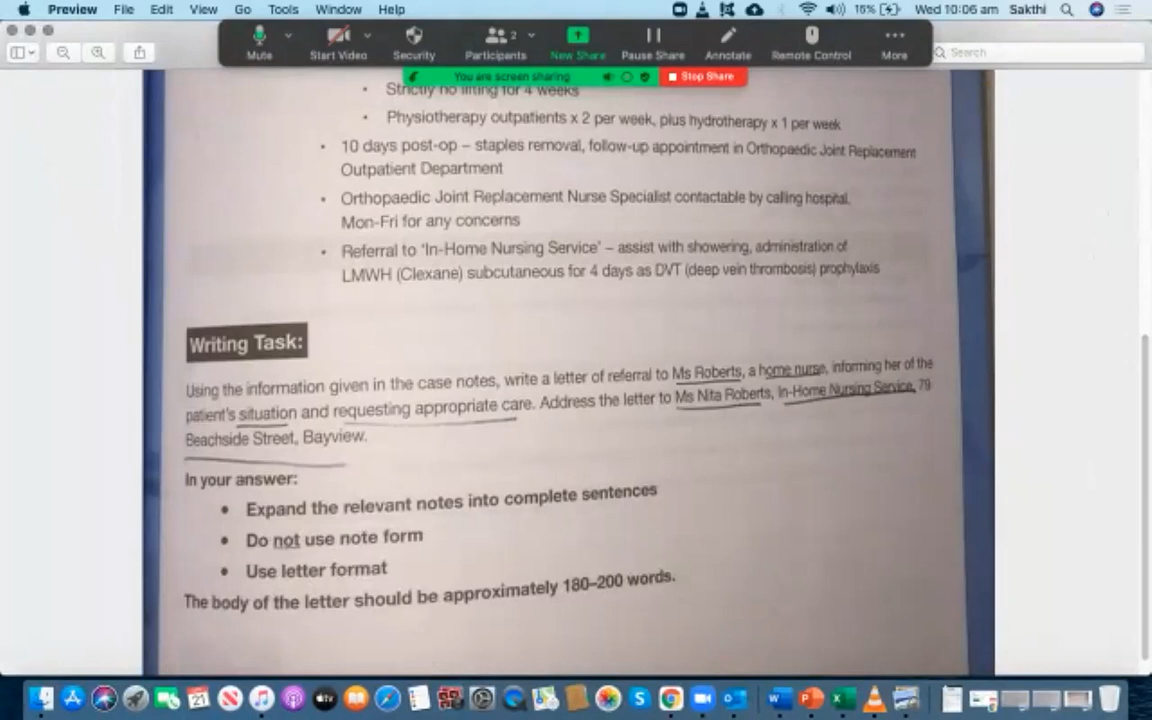 Preview File Edit View Go Tools Window Help
15% Wed 10:06 am Sakthi
Mute Start Video Security Participants 2 New Share Pause Share Annotate Remote Control More
Search
You are screen sharing Stop Share
• Strictly no lifting for 4 weeks
• Physiotherapy outpatients x 2 per week, plus hydrotherapy x 1 per week
• 10 days post-op – staples removal, follow-up appointment in Orthopaedic Joint Replacement
Outpatient Department
• Orthopaedic Joint Replacement Nurse Specialist contactable by calling hospital,
Mon-Fri for any concerns
• Referral to 'In-Home Nursing Service' – assist with showering, administration of
LMWH (Clexane) subcutaneous for 4 days as DVT (deep vein thrombosis) prophylaxis
Writing Task:
Using the information given in the case notes, write a letter of referral to Ms Roberts, a home nurse, informing her of the
patient's situation and requesting appropriate care. Address the letter to Ms Nita Roberts, In-Home Nursing Service, 79
Beachside Street, Bayview.
In your answer:
• Expand the relevant notes into complete sentences
• Do not use note form
• Use letter format
The body of the letter should be approximately 180–200 words.